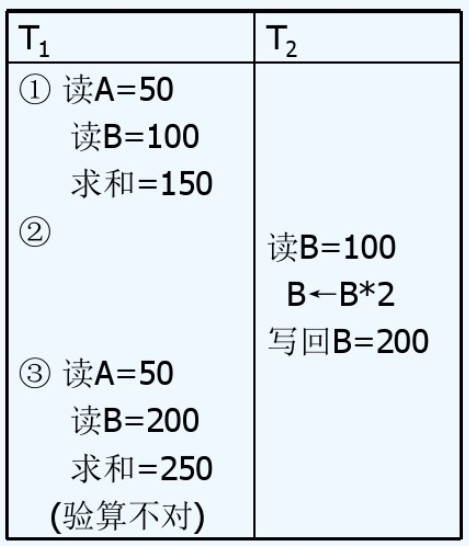 T₁ T₂
① 读A=50
读B=100
求和=150
②
读B=100
B←B*2
写回B=200
③ 读A=50
读B=200
求和=250
(验算不对)